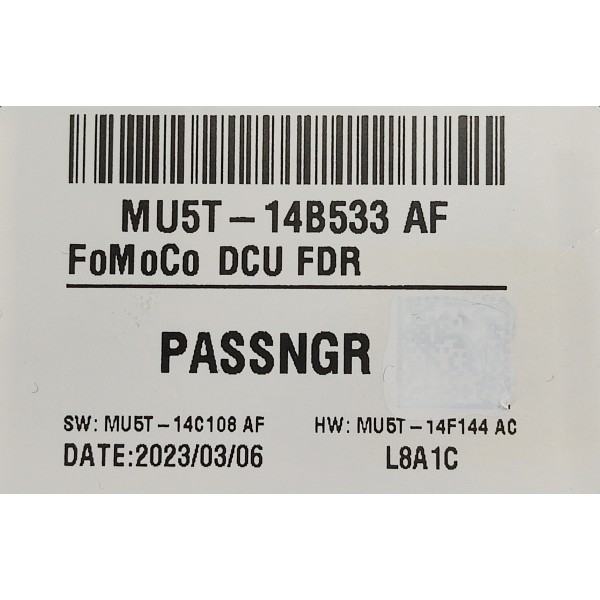 MU5T-14B533 AF
FoMoCo DCU FDR
PASSNGR
SW: MU5T-14C108 AF HW: MU5T-14F144 AC
DATE:2023/03/06 L8A1C